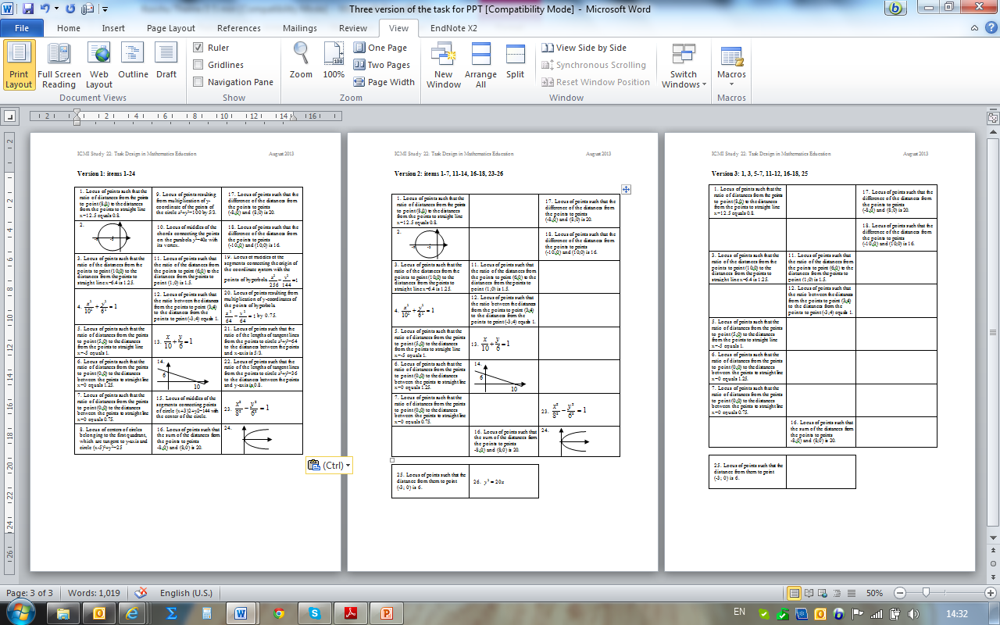 Three version of the task for PPT [Compatibility Mode] - Microsoft Word
File Home Insert Page Layout References Mailings Review View EndNote X2
Print Layout
Full Screen Reading
Web Layout
Outline
Draft
Document Views
Ruler
Gridlines
Navigation Pane
Show
Zoom
100%
One Page
Two Pages
Page Width
Zoom
New Window
Arrange All
Split
View Side by Side
Synchronous Scrolling
Reset Window Position
Window
Switch Windows
Macros
Macros
ICMI Study 22: Task Design in Mathematics Education August 2013
Version 1: items 1-24
1. Locus of points such that the
ratio of distances from the points
to point (8,0) to the distances
from the points to straight line
x=12.5 equals 0.8.
9. Locus of points resulting
from multiplication of y-
coordinate of the points of
the circle x²+y²=100 by 5/3.
17. Locus of points such that the
difference of the distances from
the points to points
(-8;0) and (8;0) is 20.
2.
10. Locus of middles of the
chords connecting the points
on the parabola y²=40x with
its vertex.
18. Locus of points such that the
difference of the distances from
the points to points
(-10;0) and (10;0) is 16.
3. Locus of points such that the
ratio of the distances from the
points to point (10;0) to the
distances from the points to
straight line x=6.4 is 1.25.
11. Locus of points such that
the ratio of the distances from
the points to point (6;0) to the
distances from the points to
point (1;0) is 1.5.
19. Locus of middles of the
segments connecting the origin of
the coordinate system with the
points of hyperbola x²/256 − y²/144 =1
4. x²/10² + y²/6² = 1
12. Locus of points such that
the ratio between the distances
from the points to point (3;4)
to the distances from the
points to point (-3;4) equals 1.
20. Locus of points resulting from
multiplication of y-coordinates of
the points of hyperbola
x²/64 − y²/64 = 1 by 0.75.
5. Locus of points such that the
ratio of distances from the points
to point (5;0) to the distances
from the points to straight line
x=-5 equals 1.
13. x/10 + y/6 = 1
21. Locus of points such that the
ratio of the lengths of tangent lines
from the points to circle x²+y²=64
to the distances between the points
and x-axis is 5/3.
6. Locus of points such that the
ratio of distances from the points
to point (0;0) to the distances
between the points to straight line
x=0 equals 1.25.
14.
6
10
22. Locus of points such that the
ratio of the lengths of tangent lines
from the points to circle x²+y²=36
to the distances between the points
and y-axis is 0.8.
7. Locus of points such that the
ratio of distances from the points
to point (0;0) to the distances
between the points to straight line
x=0 equals 0.75.
15. Locus of middles of the
segments connecting points
of circle (x+3)2+y2=144 with
the center of the circle.
23. x²/8² − y²/6² = 1
8. Locus of centers of circles
belonging to the first quadrant,
which are tangent to y-axis and
circle (x-5)²+y²=25
16. Locus of points such that
the sum of the distances from
the points to points
-8;0) and (8;0) is 20.
24.
(Ctrl)
ICMI Study 22: Task Design in Mathematics Education August 2013
Version 2: items 1-7, 11-14, 16-18, 23-26
1. Locus of points such that the
ratio of distances from the points
to point (8,0) to the distances
from the points to straight line
x=12.5 equals 0.8.
17. Locus of points such that the
difference of the distances from
the points to points
(-8;0) and (8;0) is 20.
2.
18. Locus of points such that the
difference of the distances from
the points to points
(-10;0) and (10;0) is 16.
3. Locus of points such that the
ratio of the distances from the
points to point (10;0) to the
distances from the points to
straight line x=6.4 is 1.25.
11. Locus of points such that
the ratio of the distances from
the points to point (6;0) to the
distances from the points to
point (1;0) is 1.5.
4. x²/10² + y²/6² = 1
12. Locus of points such that
the ratio between the distances
from the points to point (3;4)
to the distances from the
points to point (-3;4) equals 1.
5. Locus of points such that the
ratio of distances from the points
to point (5;0) to the distances
from the points to straight line
x=-5 equals 1.
13. x/10 + y/6 = 1
6. Locus of points such that the
ratio of distances from the points
to point (0;0) to the distances
between the points to straight line
x=0 equals 1.25.
14.
6
10
7. Locus of points such that the
ratio of distances from the points
to point (0;0) to the distances
between the points to straight line
x=0 equals 0.75.
23. x²/8² − y²/6² = 1
16. Locus of points such that
the sum of the distances from
the points to points
-8;0) and (8;0) is 20.
24.
25. Locus of points such that the
distance from them to point
(-3; 0) is 6.
26. y² = 20x
ICMI Study 22: Task Design in Mathematics Education August 2013
Version 3: 1, 3, 5-7, 11-12, 16-18, 25
1. Locus of points such that the
ratio of distances from the points
to point (8,0) to the distances
from the points to straight line
x=12.5 equals 0.8.
17. Locus of points such that the
difference of the distances from
the points to points
(-8;0) and (8;0) is 20.
18. Locus of points such that the
difference of the distances from
the points to points
(-10;0) and (10;0) is 16.
3. Locus of points such that the
ratio of the distances from the
points to point (10;0) to the
distances from the points to
straight line x=6.4 is 1.25.
11. Locus of points such that
the ratio of the distances from
the points to point (6;0) to the
distances from the points to
point (1;0) is 1.5.
12. Locus of points such that
the ratio between the distances
from the points to point (3;4)
to the distances from the
points to point (-3;4) equals 1.
5. Locus of points such that the
ratio of distances from the points
to point (5;0) to the distances
from the points to straight line
x=-5 equals 1.
6. Locus of points such that the
ratio of distances from the points
to point (0;0) to the distances
between the points to straight line
x=0 equals 1.25.
7. Locus of points such that the
ratio of distances from the points
to point (0;0) to the distances
between the points to straight line
x=0 equals 0.75.
16. Locus of points such that
the sum of the distances from
the points to points
-8;0) and (8;0) is 20.
25. Locus of points such that the
distance from them to point
(-3; 0) is 6.
Page: 3 of 3 Words: 1,019 English (U.S.) 50%
EN 14:32